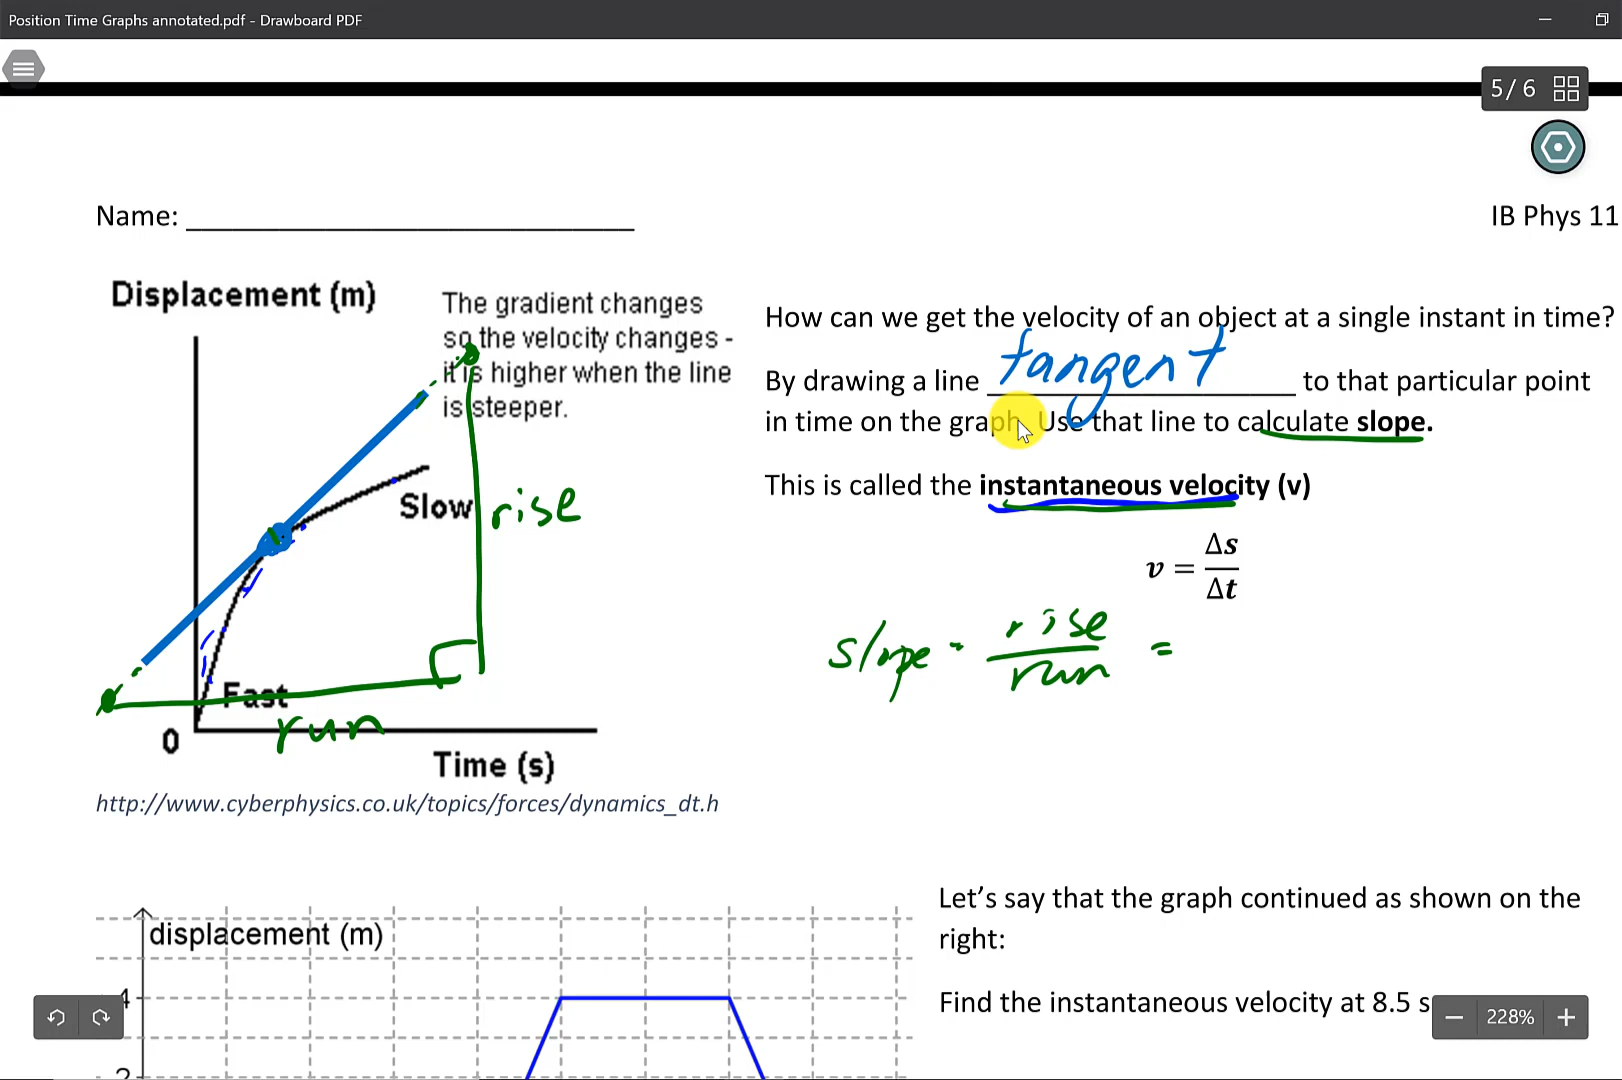 Position Time Graphs annotated.pdf - Drawboard PDF
5 / 6
Name: ______________________________
IB Phys 11
Displacement (m)
The gradient changes
so the velocity changes -
it is higher when the line
is steeper.
Slow
rise
Fast
run
0
Time (s)
http://www.cyberphysics.co.uk/topics/forces/dynamics_dt.h
How can we get the velocity of an object at a single instant in time?
By drawing a line tangent to that particular point
in time on the graph. Use that line to calculate slope.
This is called the instantaneous velocity (v)
v = Δs/Δt
slope = rise/run =
displacement (m)
4
2
Let’s say that the graph continued as shown on the
right:
Find the instantaneous velocity at 8.5 s
228%